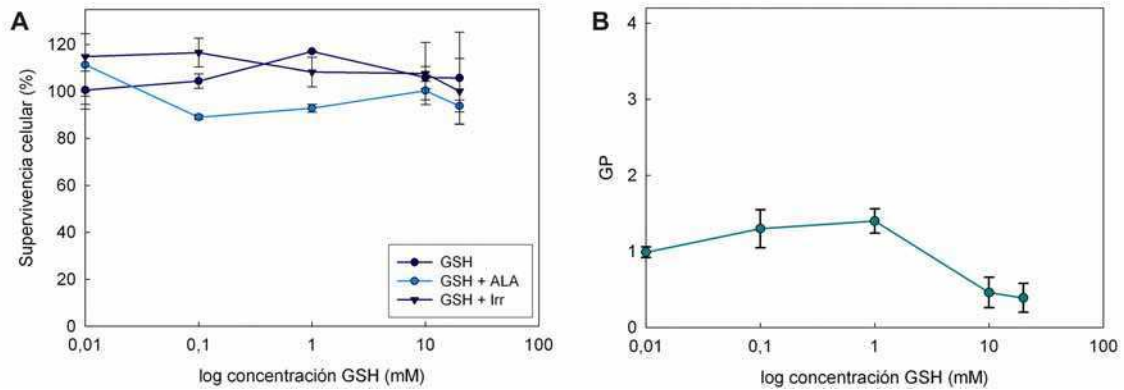 A
120
100
80
60
40
20
0
Supervivencia celular (%)
GSH
GSH + ALA
GSH + Irr
0,01 0,1 1 10 100
log concentración GSH (mM)
B
4
3
2
1
0
GP
0,01 0,1 1 10 100
log concentración GSH (mM)